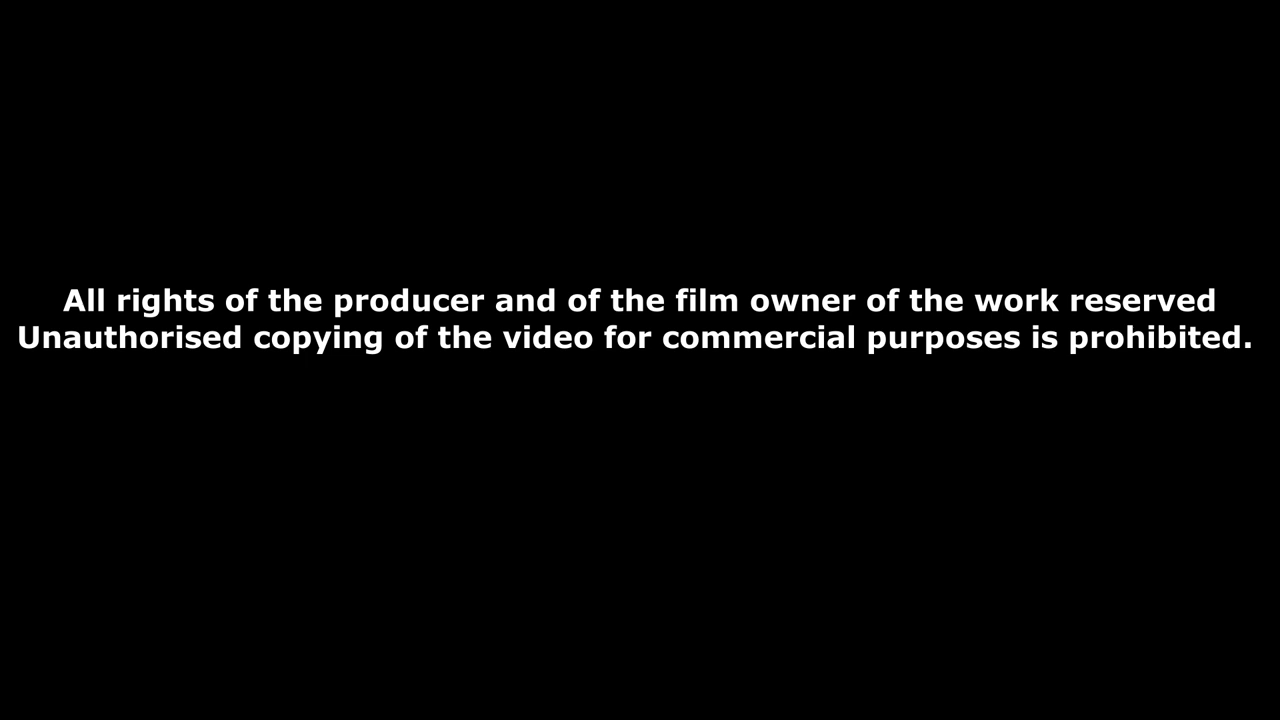 All rights of the producer and of the film owner of the work reserved
Unauthorised copying of the video for commercial purposes is prohibited.